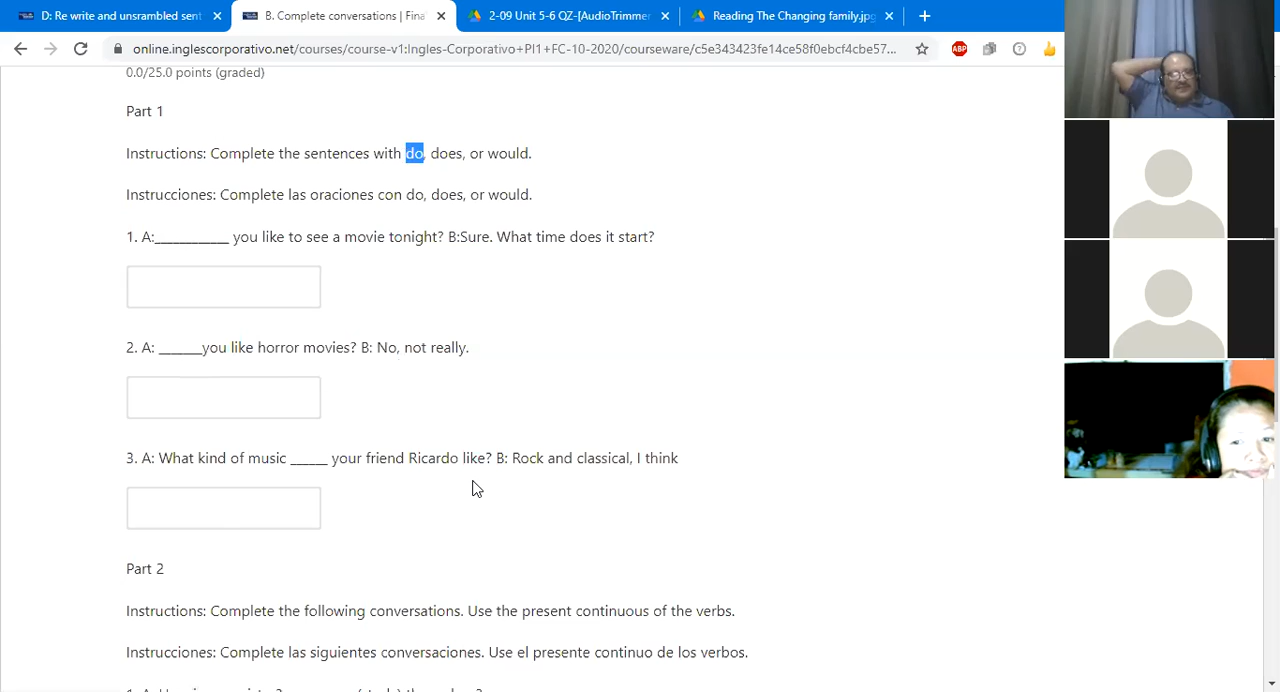 D: Re write and unsrambled sent
B. Complete conversations | Fina
2-09 Unit 5-6 QZ-[AudioTrimmer
Reading The Changing family.jpg
online.inglescorporativo.net/courses/course-v1:Ingles-Corporativo+PI1+FC-10-2020/courseware/c5e343423fe14ce58f0ebcf4cbe57...
ABP
0.0/25.0 points (graded)
Part 1
Instructions: Complete the sentences with do, does, or would.
Instrucciones: Complete las oraciones con do, does, or would.
1. A:___________ you like to see a movie tonight? B:Sure. What time does it start?
2. A: _______you like horror movies? B: No, not really.
3. A: What kind of music ______ your friend Ricardo like? B: Rock and classical, I think
Part 2
Instructions: Complete the following conversations. Use the present continuous of the verbs.
Instrucciones: Complete las siguientes conversaciones. Use el presente continuo de los verbos.